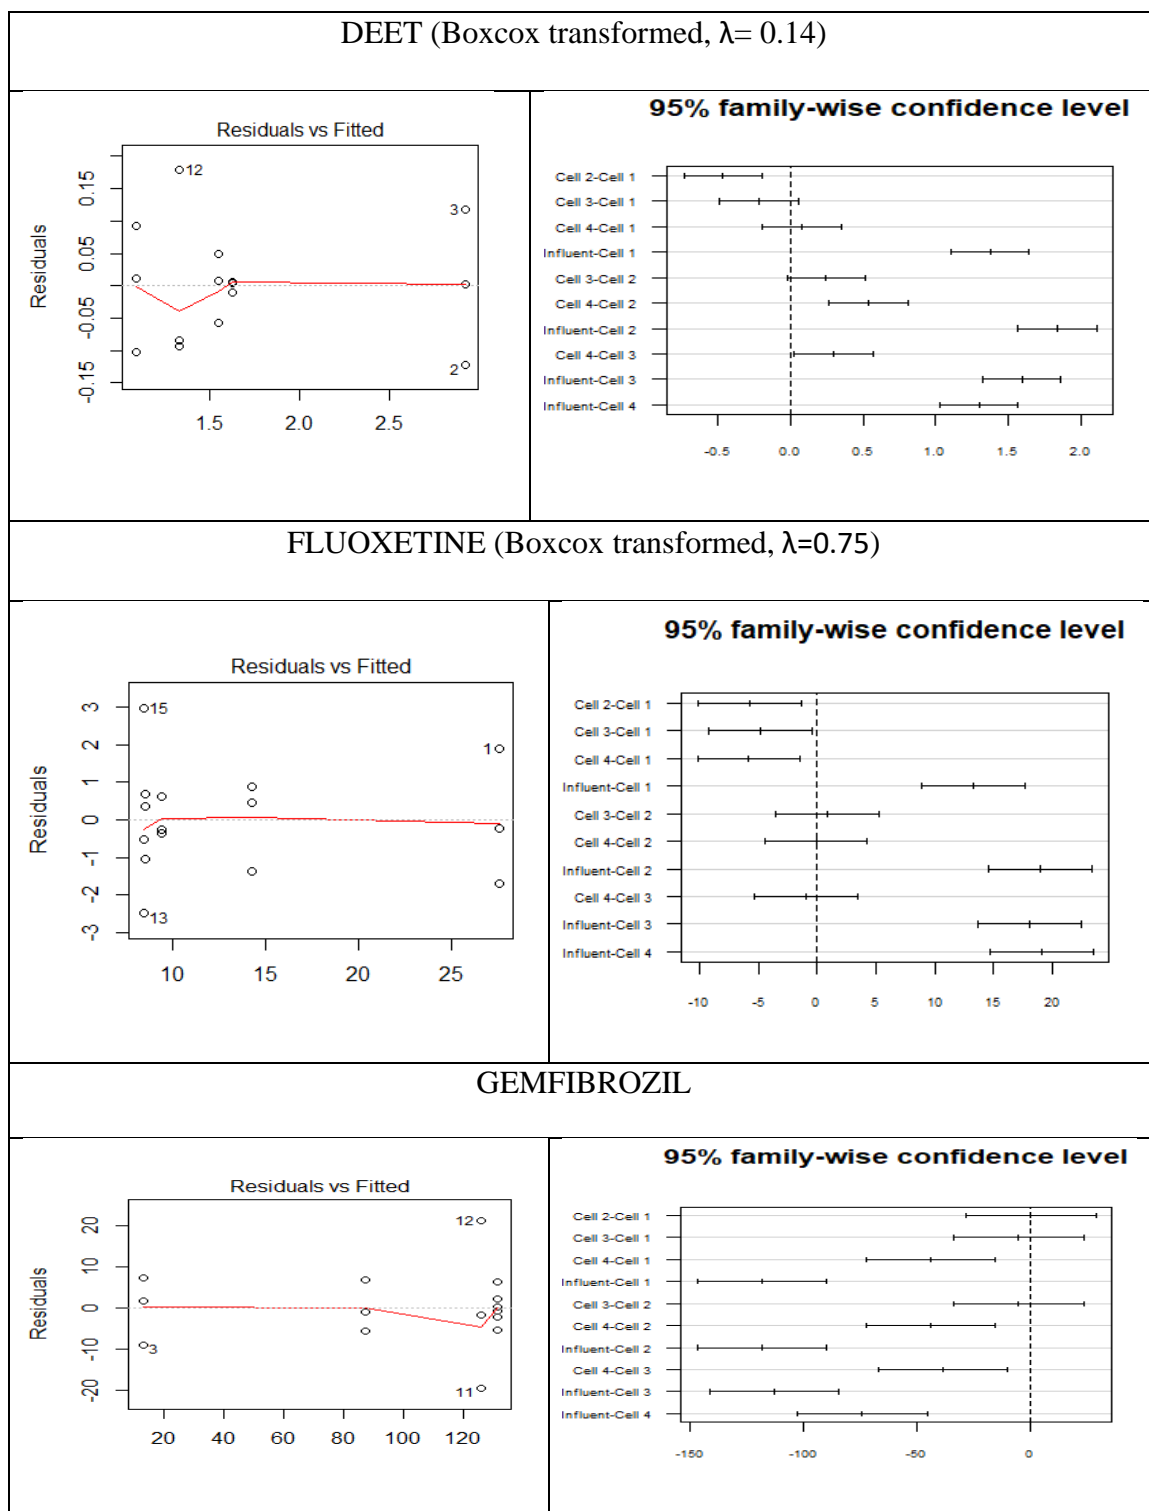 DEET (Boxcox transformed, λ= 0.14)
Residuals vs Fitted
Residuals
0.15
0.05
-0.05
-0.15
12
3
2
1.5 2.0 2.5
95% family-wise confidence level
Cell 2-Cell 1
Cell 3-Cell 1
Cell 4-Cell 1
Influent-Cell 1
Cell 3-Cell 2
Cell 4-Cell 2
Influent-Cell 2
Cell 4-Cell 3
Influent-Cell 3
Influent-Cell 4
-0.5 0.0 0.5 1.0 1.5 2.0
FLUOXETINE (Boxcox transformed, λ=0.75)
Residuals vs Fitted
Residuals
3
2
1
0
-1
-2
-3
15
1
13
10 15 20 25
95% family-wise confidence level
Cell 2-Cell 1
Cell 3-Cell 1
Cell 4-Cell 1
Influent-Cell 1
Cell 3-Cell 2
Cell 4-Cell 2
Influent-Cell 2
Cell 4-Cell 3
Influent-Cell 3
Influent-Cell 4
-10 -5 0 5 10 15 20
GEMFIBROZIL
Residuals vs Fitted
Residuals
20
10
0
-10
-20
12
3
11
20 40 60 80 100 120
95% family-wise confidence level
Cell 2-Cell 1
Cell 3-Cell 1
Cell 4-Cell 1
Influent-Cell 1
Cell 3-Cell 2
Cell 4-Cell 2
Influent-Cell 2
Cell 4-Cell 3
Influent-Cell 3
Influent-Cell 4
-150 -100 -50 0